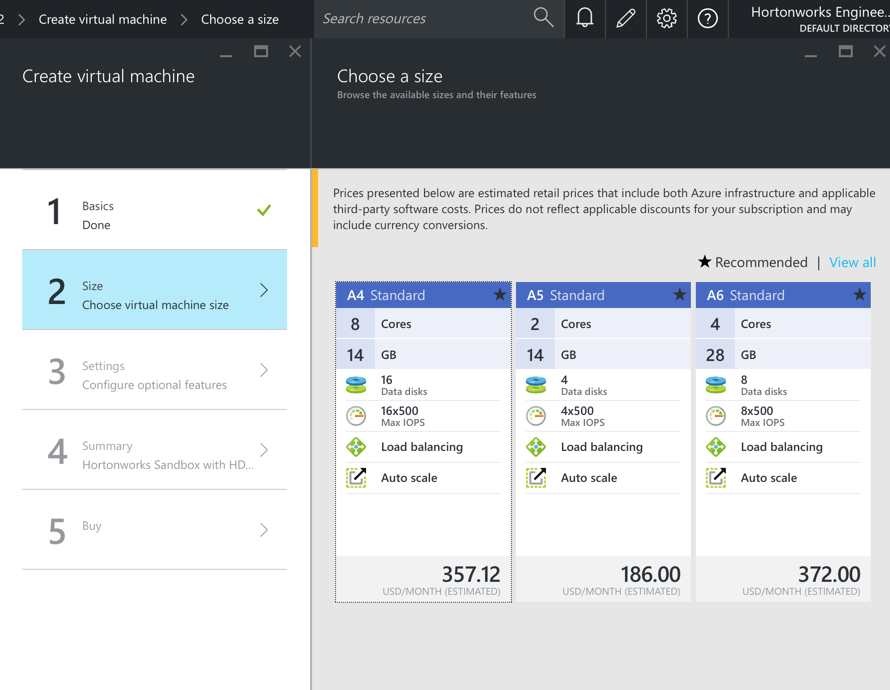 2 > Create virtual machine > Choose a size
Search resources
Hortonworks Enginee...
DEFAULT DIRECTOR
Create virtual machine
1
Basics
Done
2
Size
Choose virtual machine size
3
Settings
Configure optional features
4
Summary
Hortonworks Sandbox with HD...
5
Buy
Choose a size
Browse the available sizes and their features
Prices presented below are estimated retail prices that include both Azure infrastructure and applicable
third-party software costs. Prices do not reflect applicable discounts for your subscription and may
include currency conversions.
★ Recommended | View all
A4 Standard
8 Cores
14 GB
16
Data disks
16x500
Max IOPS
Load balancing
Auto scale
357.12
USD/MONTH (ESTIMATED)
A5 Standard
2 Cores
14 GB
4
Data disks
4x500
Max IOPS
Load balancing
Auto scale
186.00
USD/MONTH (ESTIMATED)
A6 Standard
4 Cores
28 GB
8
Data disks
8x500
Max IOPS
Load balancing
Auto scale
372.00
USD/MONTH (ESTIMATED)